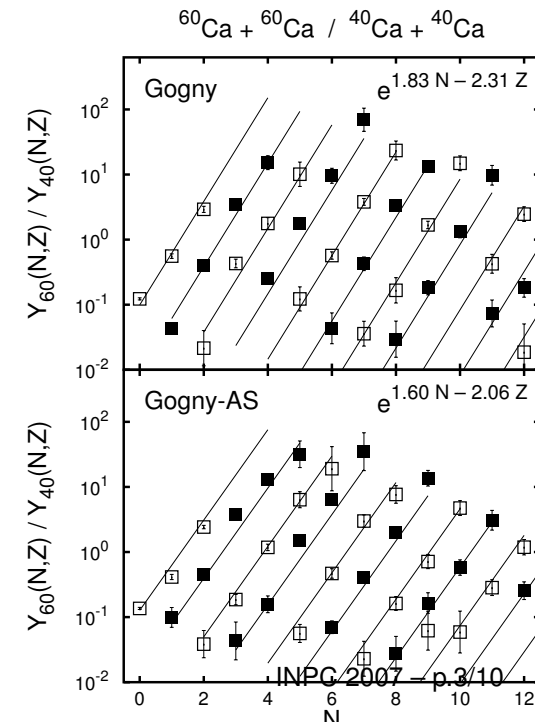 ⁶⁰Ca + ⁶⁰Ca / ⁴⁰Ca + ⁴⁰Ca
Gogny
e^1.83 N – 2.31 Z
Y₆₀(N,Z) / Y₄₀(N,Z)
10²
10¹
10⁰
10⁻¹
10⁻²
Gogny-AS
e^1.60 N – 2.06 Z
Y₆₀(N,Z) / Y₄₀(N,Z)
10²
10¹
10⁰
10⁻¹
10⁻²
INPC 2007 – p.3/10
0 2 4 6 8 10 12
N